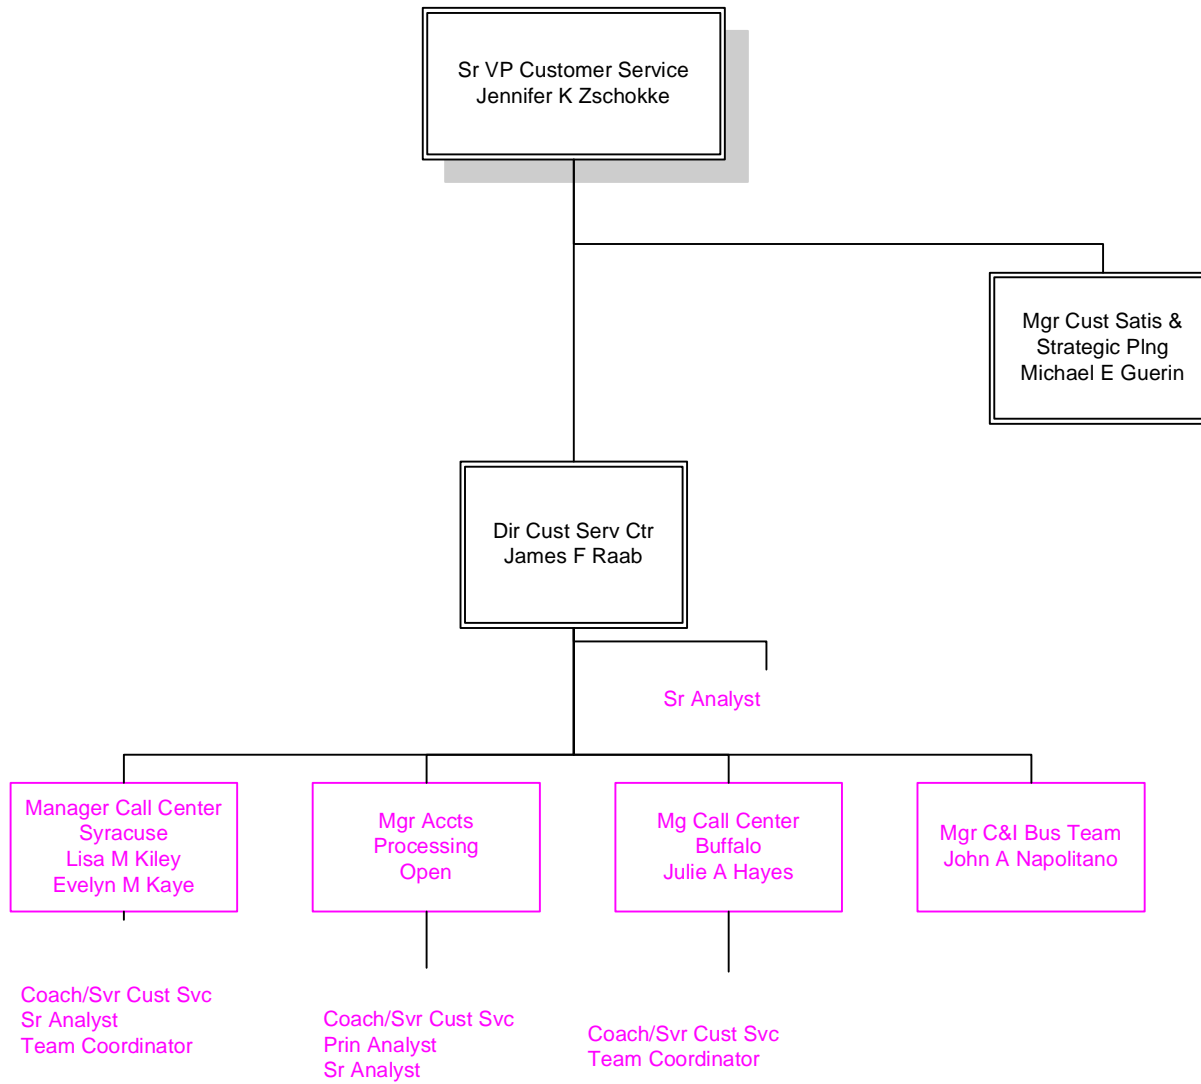 Sr VP Customer Service
Jennifer K Zschokke
Mgr Cust Satis &
Strategic Plng
Michael E Guerin
Dir Cust Serv Ctr
James F Raab
Sr Analyst
Manager Call Center
Syracuse
Lisa M Kiley
Evelyn M Kaye
Mgr Accts
Processing
Open
Mg Call Center
Buffalo
Julie A Hayes
Mgr C&I Bus Team
John A Napolitano
Coach/Svr Cust Svc
Sr Analyst
Team Coordinator
Coach/Svr Cust Svc
Prin Analyst
Sr Analyst
Coach/Svr Cust Svc
Team Coordinator